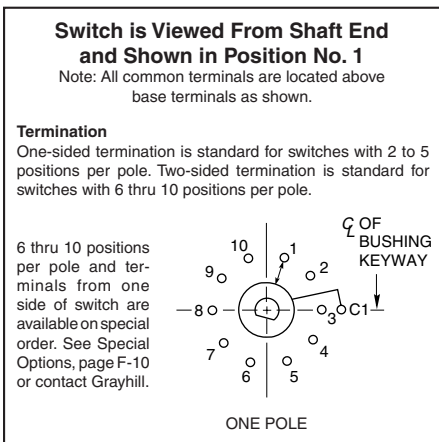 Switch is Viewed From Shaft End
and Shown in Position No. 1
Note: All common terminals are located above
base terminals as shown.
Termination
One-sided termination is standard for switches with 2 to 5
positions per pole. Two-sided termination is standard for
switches with 6 thru 10 positions per pole.
6 thru 10 positions
per pole and ter-
minals from one
side of switch are
available on special
order. See Special
Options, page F-10
or contact Grayhill.
℄ OF
BUSHING
KEYWAY
10
1
9
2
8
3
C1
7
4
6
5
ONE POLE